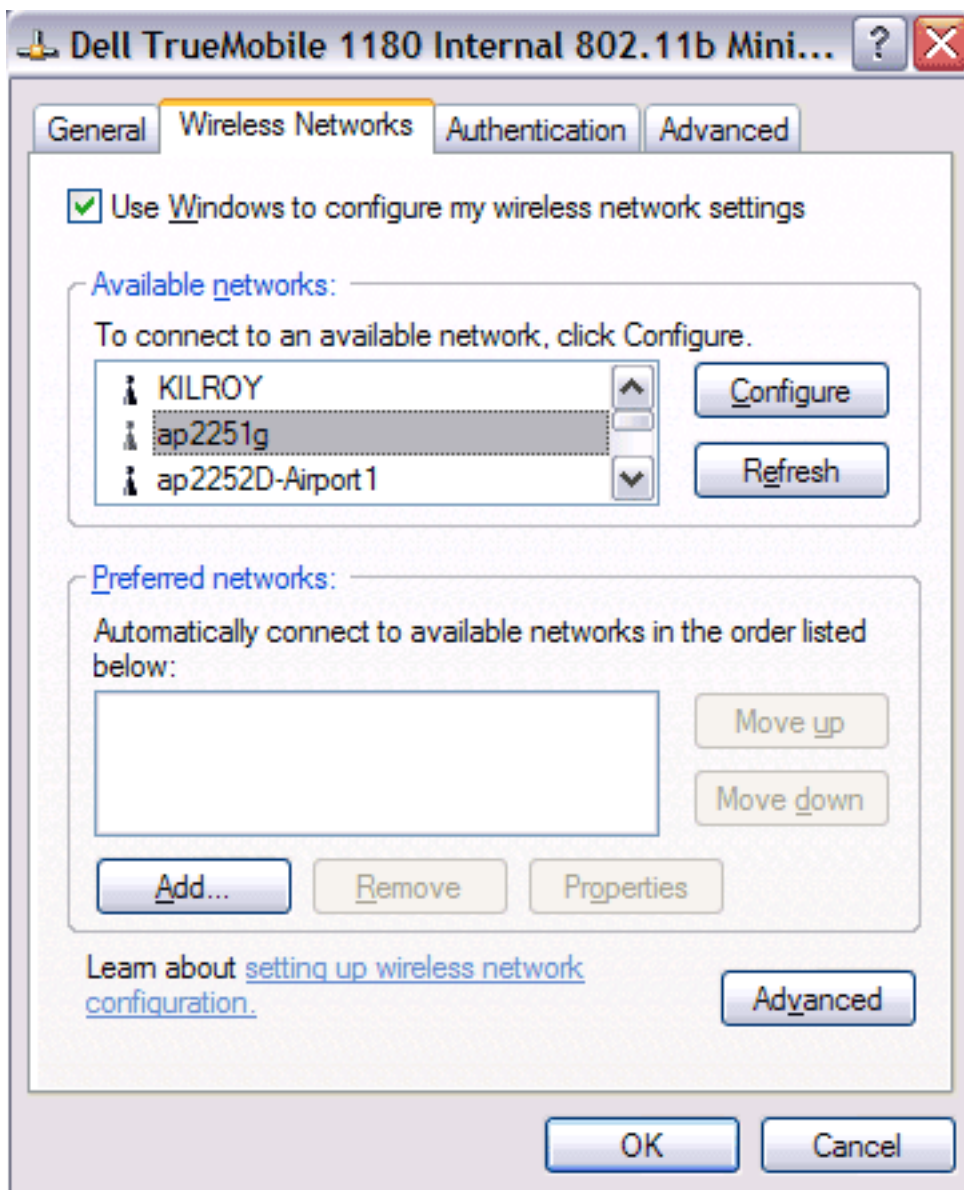 Dell TrueMobile 1180 Internal 802.11b Mini... ?
General Wireless Networks Authentication Advanced
Use Windows to configure my wireless network settings
Available networks:
To connect to an available network, click Configure.
KILROY
ap2251g
ap2252D-Airport1
Configure
Refresh
Preferred networks:
Automatically connect to available networks in the order listed
below:
Move up
Move down
Add... Remove Properties
Learn about setting up wireless network
configuration.
Advanced
OK Cancel